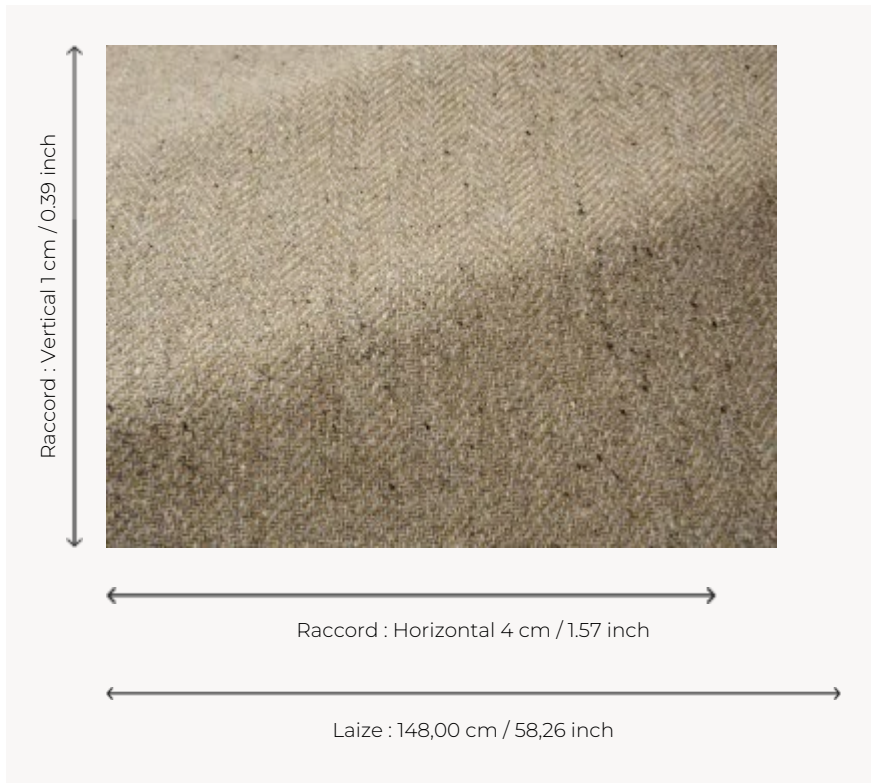 Raccord : Vertical 1 cm / 0.39 inch
Raccord : Horizontal 4 cm / 1.57 inch
Laize : 148,00 cm / 58,26 inch